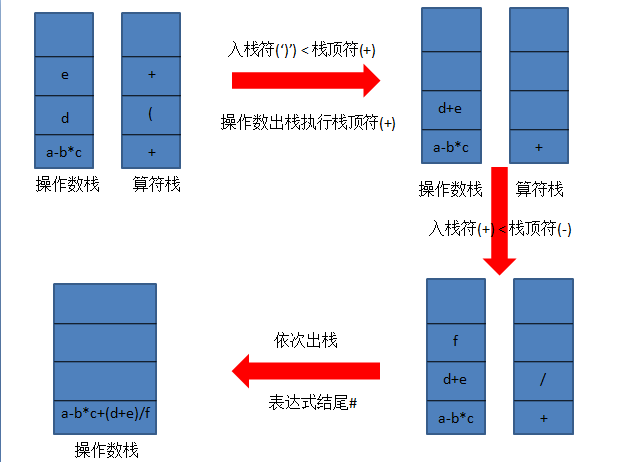 e
+
d
(
a-b*c
+
操作数栈
算符栈
入栈符(‘)’) < 栈顶符(+)
操作数出栈执行栈顶符(+)
d+e
a-b*c
+
操作数栈
算符栈
入栈符(+) < 栈顶符(-)
f
d+e
/
a-b*c
+
依次出栈
表达式结尾#
a-b*c+(d+e)/f
操作数栈